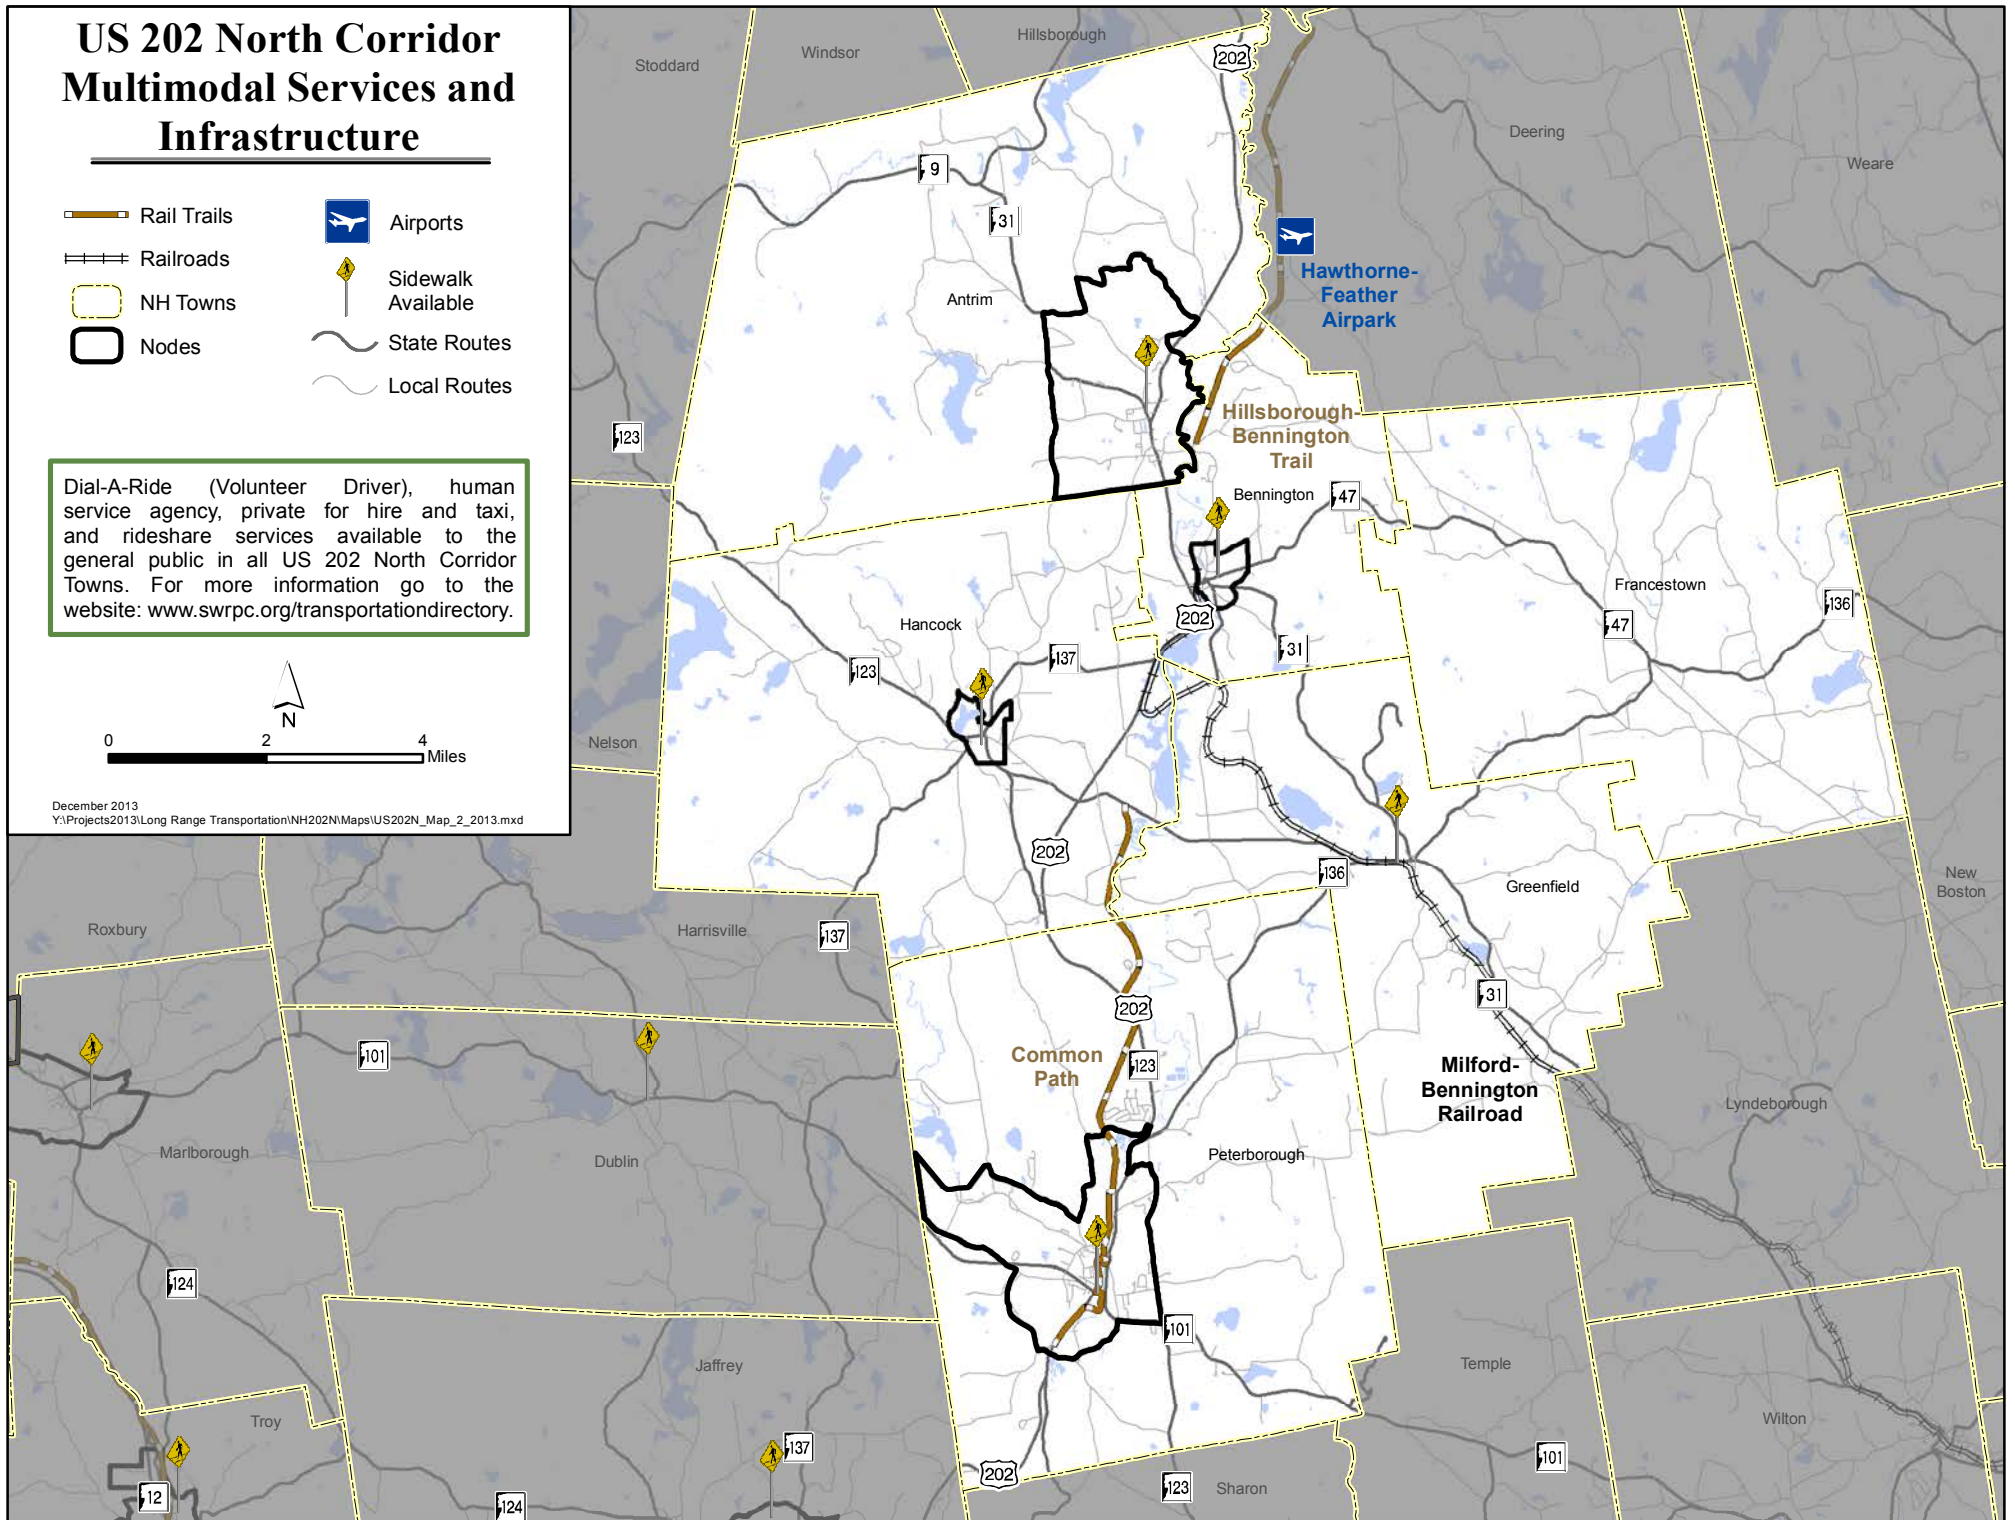 US 202 North Corridor
Multimodal Services and
Infrastructure
Rail Trails
Railroads
NH Towns
Nodes
Airports
Sidewalk
Available
State Routes
Local Routes
Dial-A-Ride (Volunteer Driver), human
service agency, private for hire and taxi,
and rideshare services available to the
general public in all US 202 North Corridor
Towns. For more information go to the
website: www.swrpc.org/transportationdirectory.
N
0 2 4
Miles
December 2013
Y:\Projects2013\Long Range Transportation\NH202N\Maps\US202N_Map_2_2013.mxd
Stoddard
Windsor
Hillsborough
202
Deering
Weare
9
31
Antrim
Hawthorne-
Feather
Airpark
123
Hillsborough-
Bennington
Trail
Bennington
47
Francestown
136
47
202
31
Hancock
137
123
Nelson
202
136
Greenfield
New
Boston
Roxbury
Harrisville
137
31
202
101
Common
Path
123
Milford-
Bennington
Railroad
Lyndeborough
Marlborough
Dublin
Peterborough
124
101
Jaffrey
Temple
Troy
Wilton
137
101
202
12
124
123
Sharon